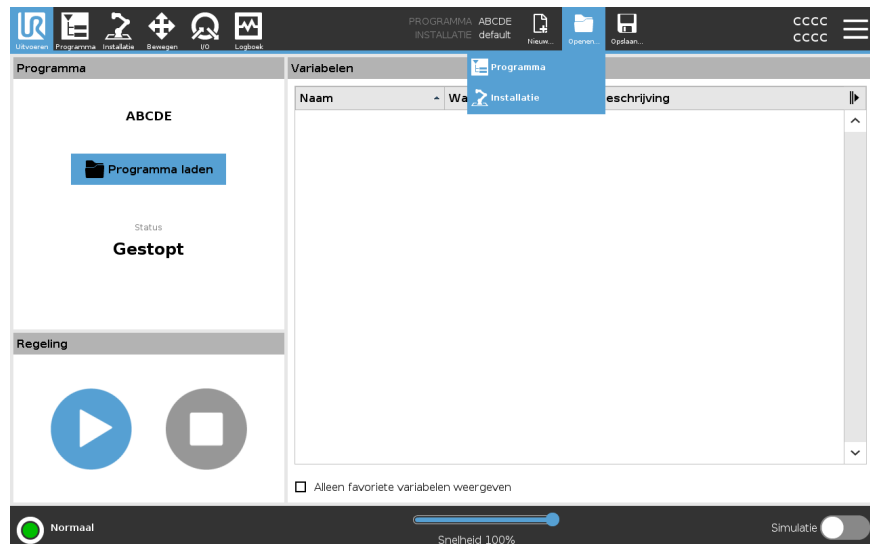 UR
Uitvoeren Programma Installatie Bewegen I/O Logboek
PROGRAMMA ABCDE
INSTALLATIE default
Nieuw... Openen... Opslaan...
CCCC
CCCC
Programma
Variabelen
Programma
Installatie
Naam
Wa
eschrijving
ABCDE
Programma laden
Status
Gestopt
Regeling
Alleen favoriete variabelen weergeven
Normaal
Snelheid 100%
Simulatie